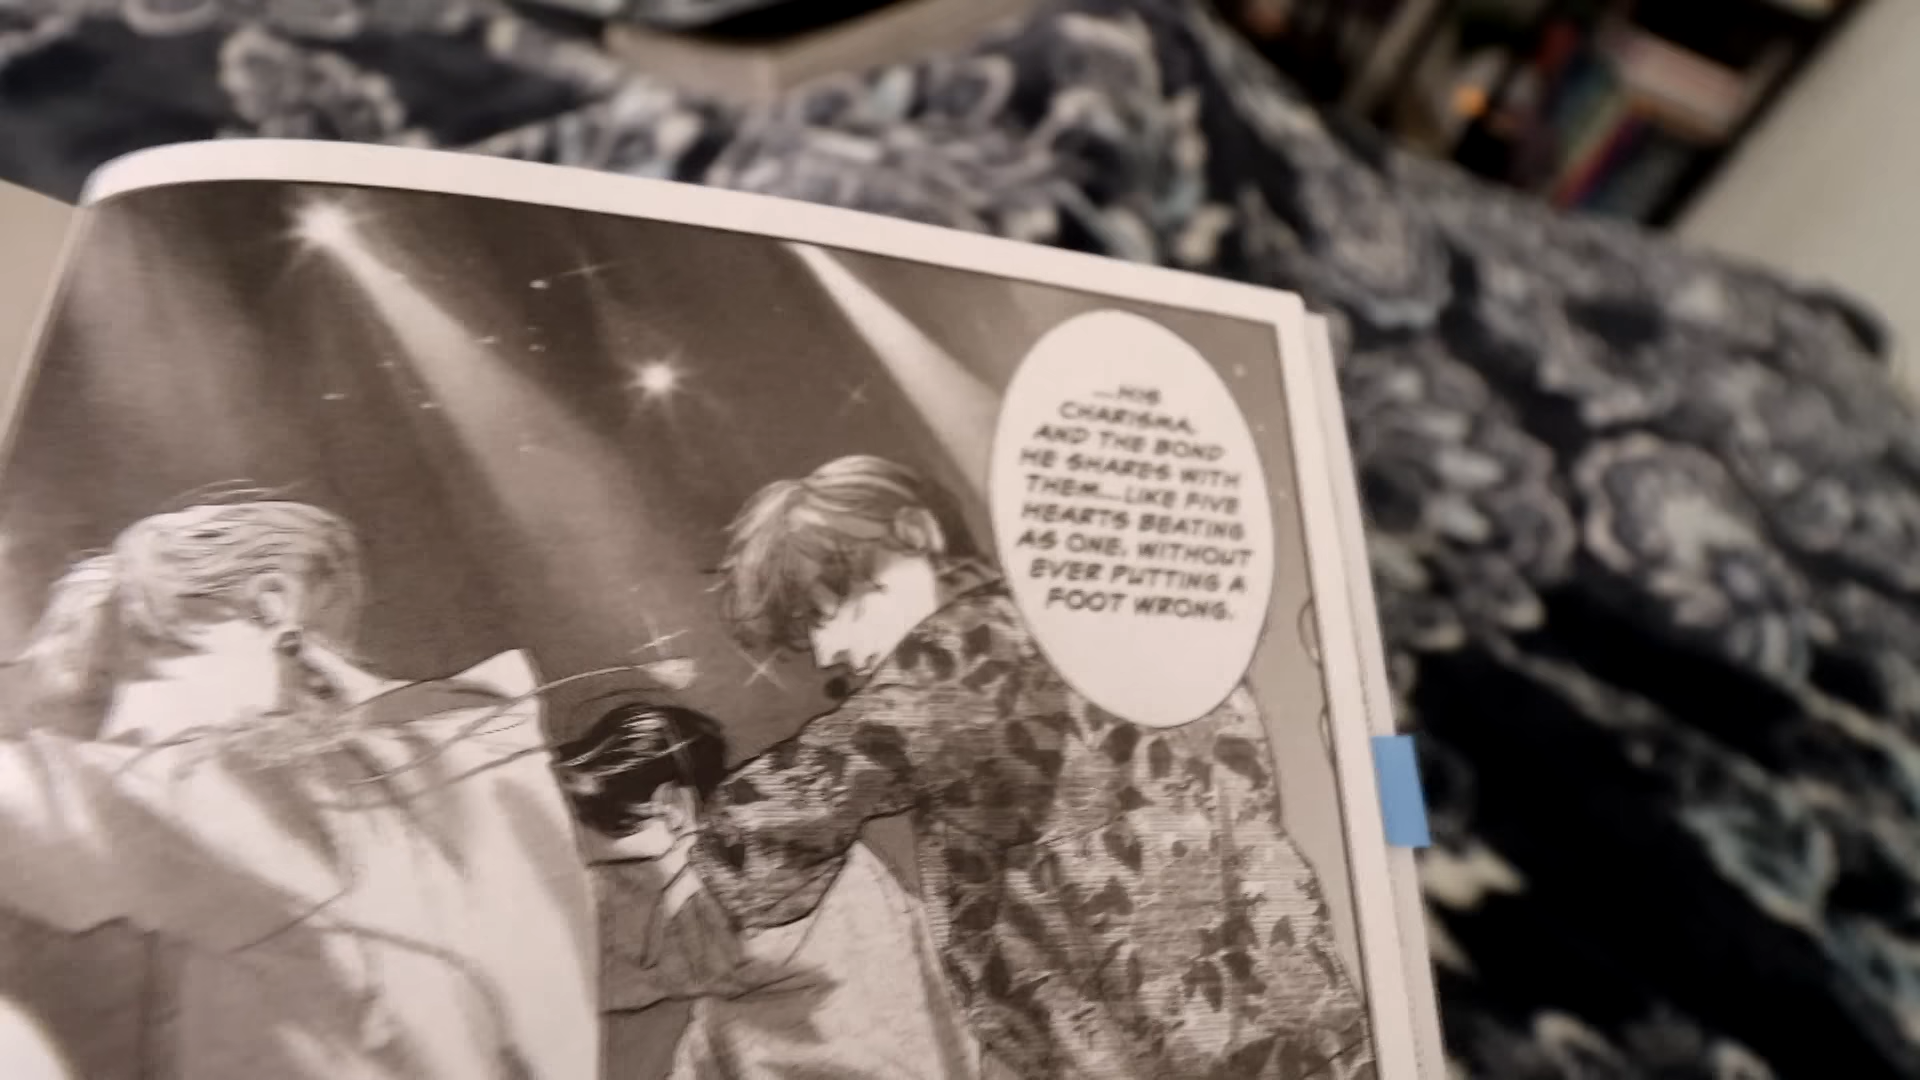 ...HIS
CHARISMA,
AND THE BOND
HE SHARES WITH
THEM...LIKE FIVE
HEARTS BEATING
AS ONE, WITHOUT
EVER PUTTING A
FOOT WRONG.